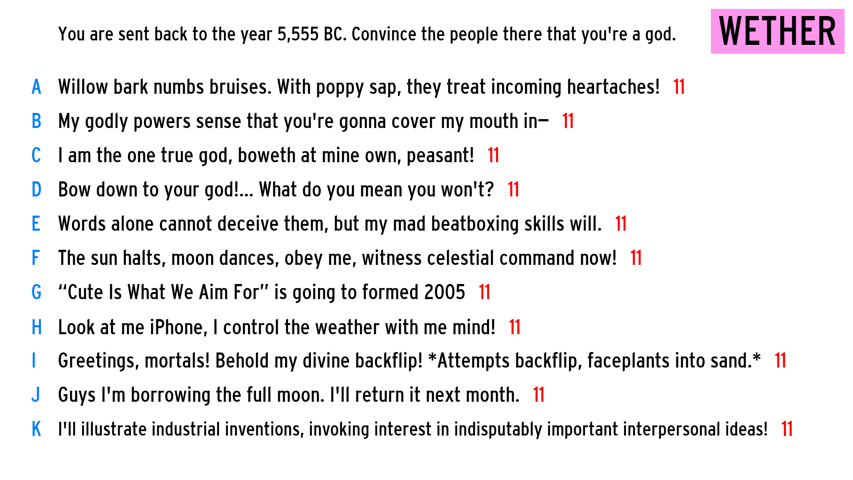 You are sent back to the year 5,555 BC. Convince the people there that you're a god.
WETHER
A Willow bark numbs bruises. With poppy sap, they treat incoming heartaches! 11
B My godly powers sense that you're gonna cover my mouth in— 11
C I am the one true god, boweth at mine own, peasant! 11
D Bow down to your god!... What do you mean you won't? 11
E Words alone cannot deceive them, but my mad beatboxing skills will. 11
F The sun halts, moon dances, obey me, witness celestial command now! 11
G “Cute Is What We Aim For” is going to formed 2005 11
H Look at me iPhone, I control the weather with me mind! 11
I Greetings, mortals! Behold my divine backflip! *Attempts backflip, faceplants into sand.* 11
J Guys I'm borrowing the full moon. I'll return it next month. 11
K I'll illustrate industrial inventions, invoking interest in indisputably important interpersonal ideas! 11